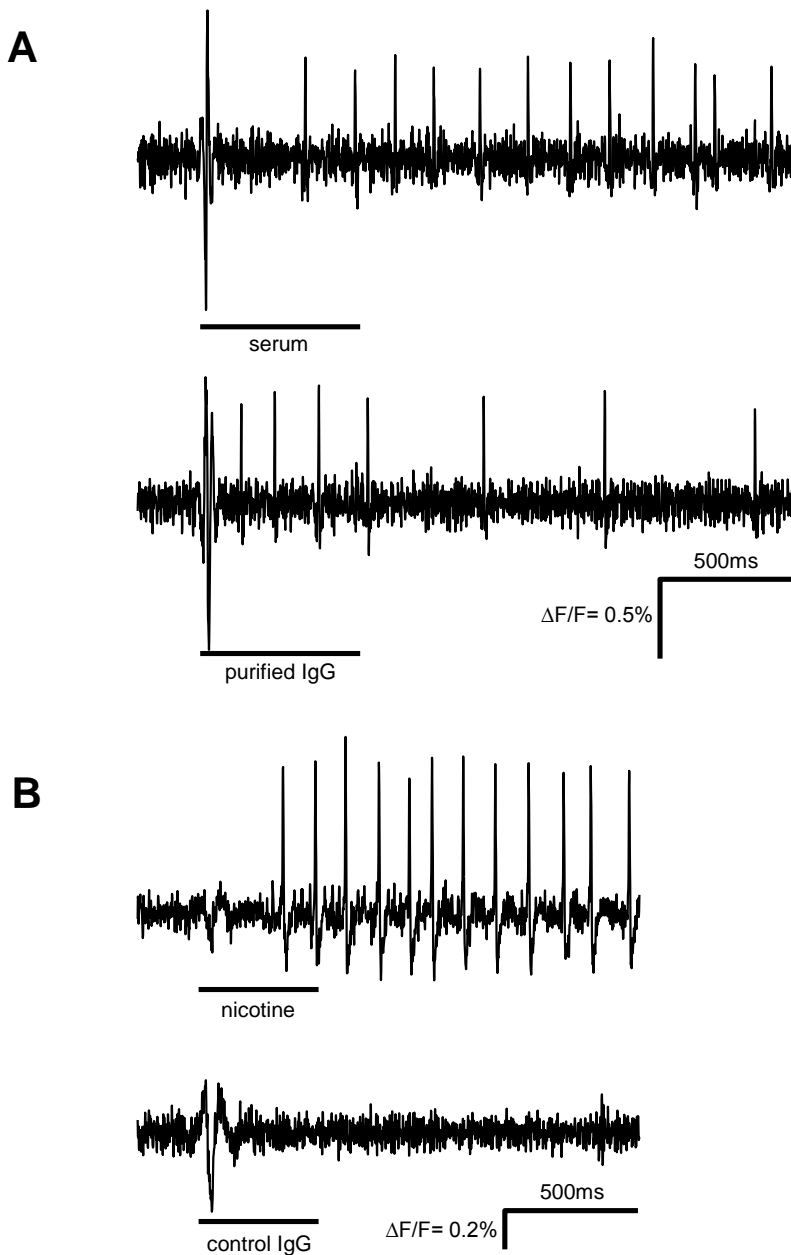 A
serum
500ms
ΔF/F= 0.5%
purified IgG
B
nicotine
500ms
ΔF/F= 0.2%
control IgG